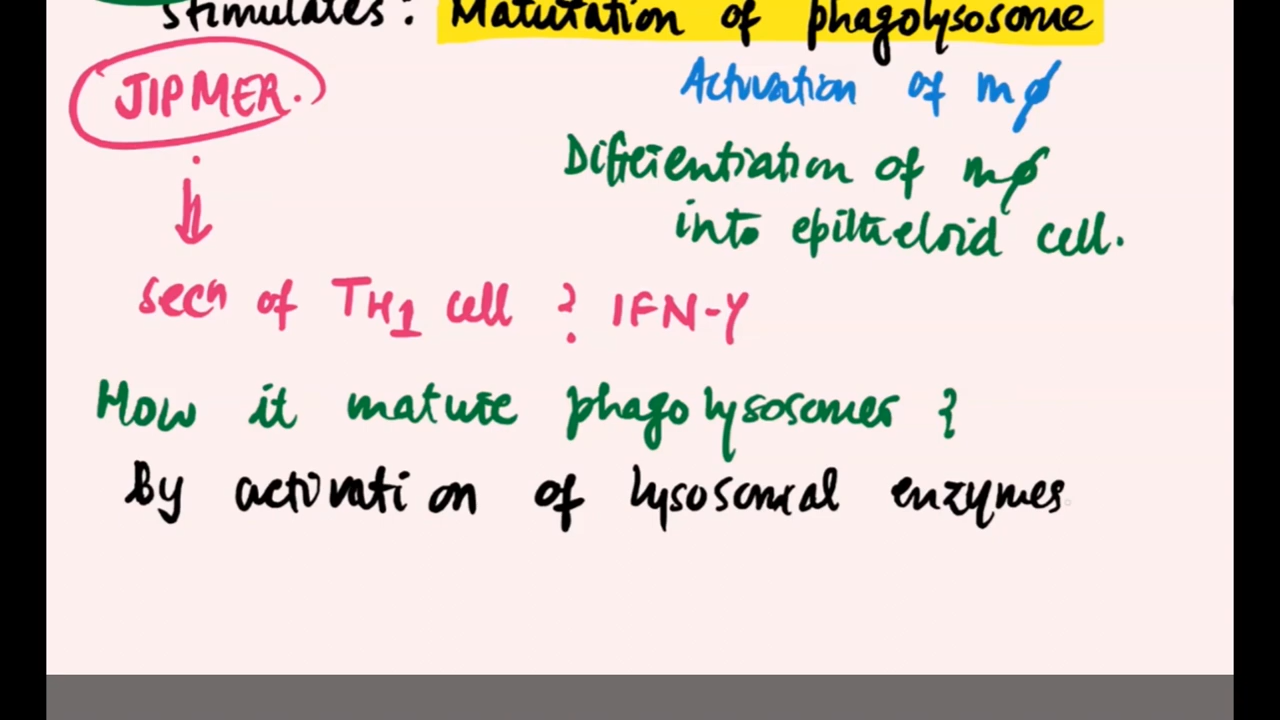 stimulates: Maturation of phagolysosome
JIPMER.
Activation of mφ
Differentiation of mφ
into epitheloid cell.
secn of TH1 cell ? IFN-γ
How it mature phagolysosomes ?
By activation of lysosomal enzymes